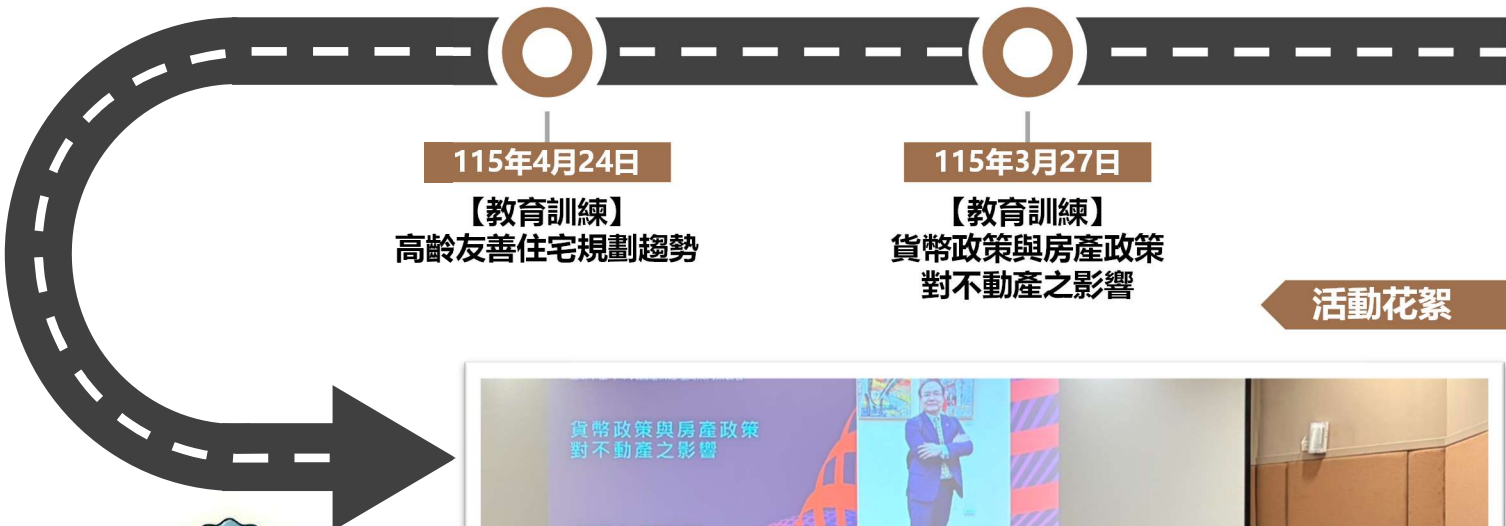 115年4月24日
【教育訓練】
高齡友善住宅規劃趨勢
115年3月27日
【教育訓練】
貨幣政策與房產政策
對不動產之影響
活動花絮
貨幣政策與房產政策
對不動產之影響